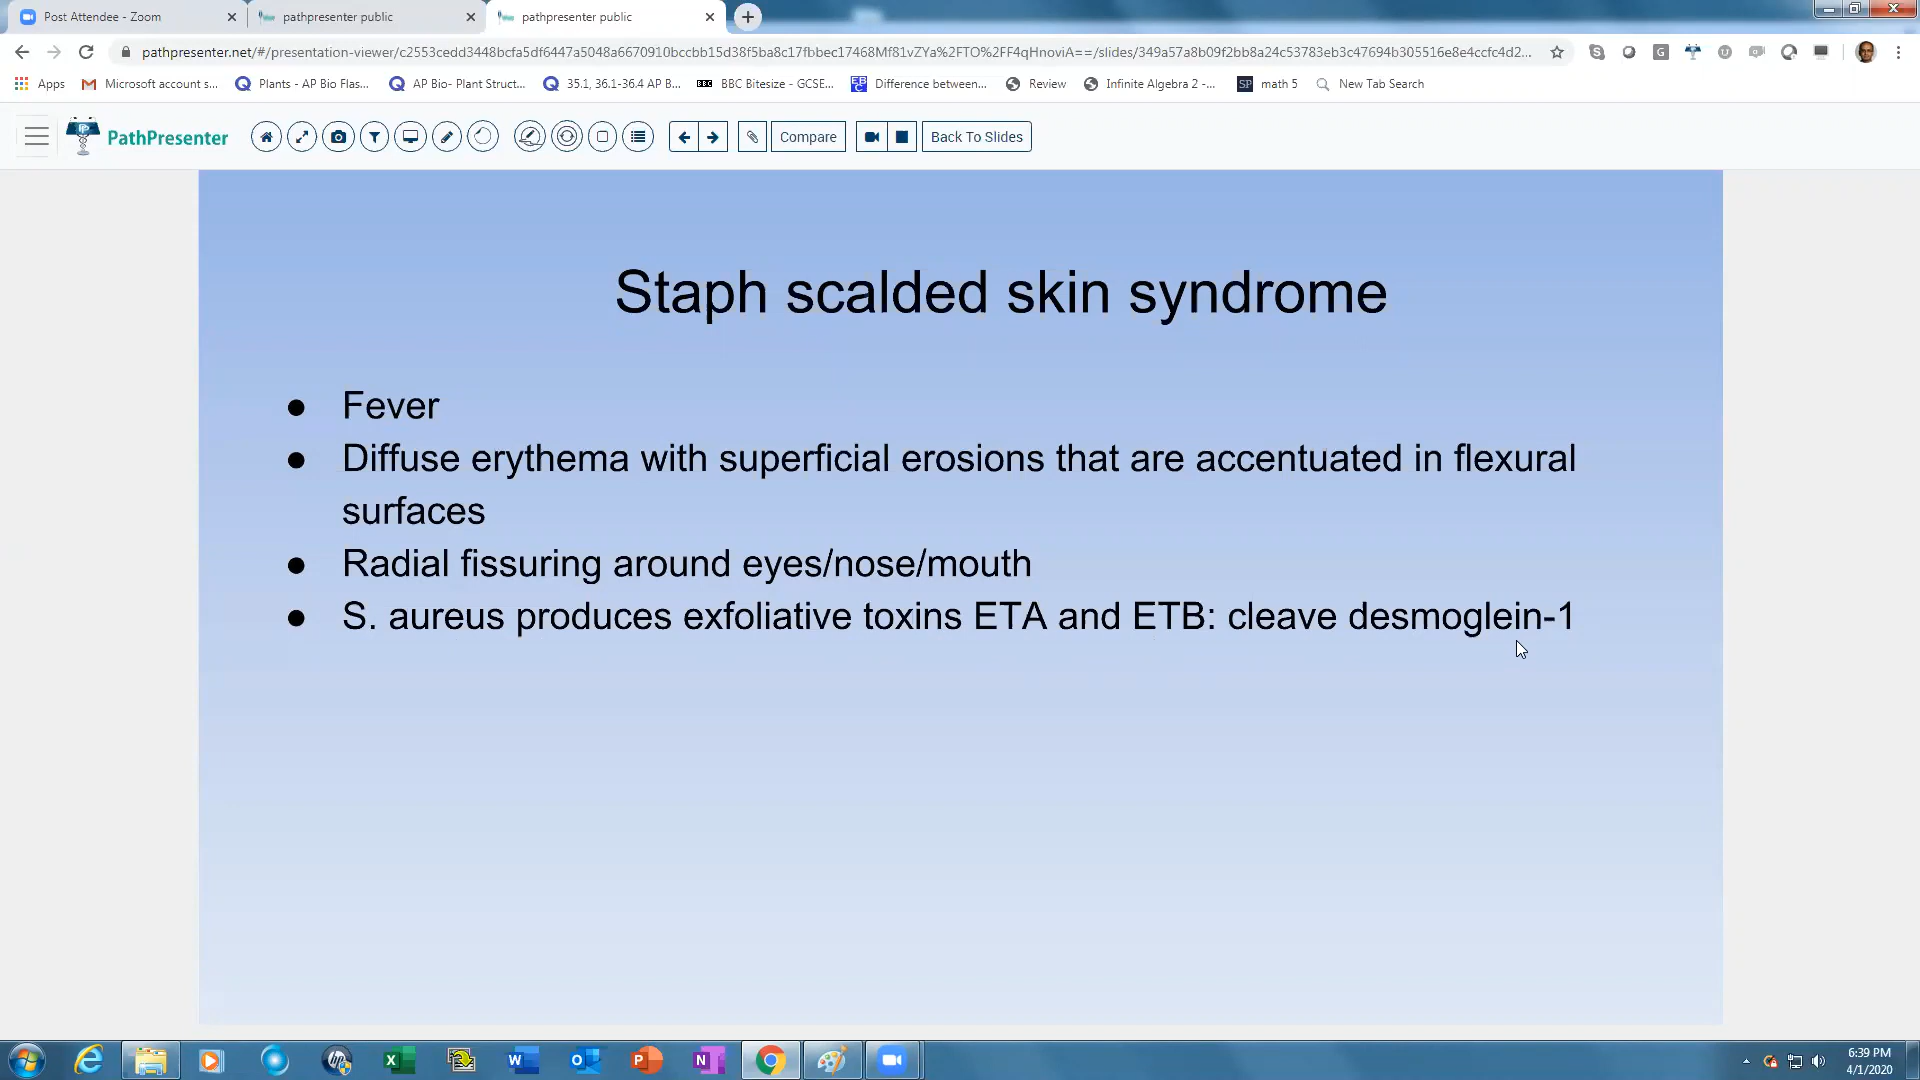 Post Attendee - Zoom
pathpresenter public
pathpresenter public
pathpresenter.net/#/presentation-viewer/c2553cedd3448bcfa5df6447a5048a6670910bccbb15d38f5ba8c17fbbec17468Mf81vZYa%2FTO%2FF4qHnoviA==/slides/349a57a8b09f2bb8a24c53783eb3c47694b305516e8e4ccfc4d2...
Apps
Microsoft account s...
Plants - AP Bio Flas...
AP Bio- Plant Struct...
35.1, 36.1-36.4 AP B...
BBC BBC Bitesize - GCSE...
EBC Difference between...
Review
Infinite Algebra 2 -...
SP math 5
New Tab Search
PathPresenter
Compare
Back To Slides
Staph scalded skin syndrome
● Fever
● Diffuse erythema with superficial erosions that are accentuated in flexural
surfaces
● Radial fissuring around eyes/nose/mouth
● S. aureus produces exfoliative toxins ETA and ETB: cleave desmoglein-1
6:39 PM
4/1/2020